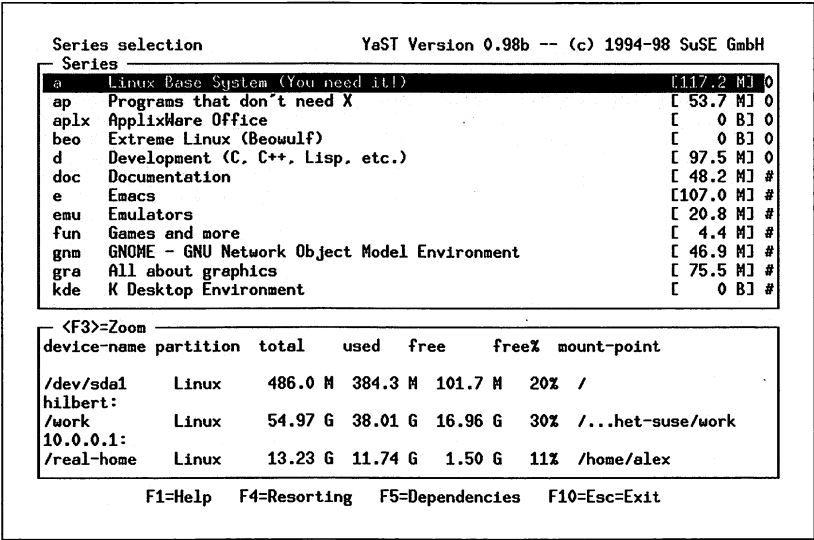 Series selection YaST Version 0.98b -- (c) 1994-98 SuSE GmbH
Series
a Linux Base System (You need it!) [117.2 M] O
ap Programs that don´t need X [ 53.7 M] O
aplx ApplixWare Office [ 0 B] O
beo Extreme Linux (Beowulf) [ 0 B] O
d Development (C, C++, Lisp, etc.) [ 97.5 M] O
doc Documentation [ 48.2 M] #
e Emacs [107.0 M] #
emu Emulators [ 20.8 M] #
fun Games and more [ 4.4 M] #
gnm GNOME - GNU Network Object Model Environment [ 46.9 M] #
gra All about graphics [ 75.5 M] #
kde K Desktop Environment [ 0 B] #
<F3>=Zoom
device-name partition total used free free% mount-point
/dev/sda1 Linux 486.0 M 384.3 M 101.7 M 20% /
hilbert:
/work Linux 54.97 G 38.01 G 16.96 G 30% /...het-suse/work
10.0.0.1:
/real-home Linux 13.23 G 11.74 G 1.50 G 11% /home/alex
F1=Help F4=Resorting F5=Dependencies F10=Esc=Exit